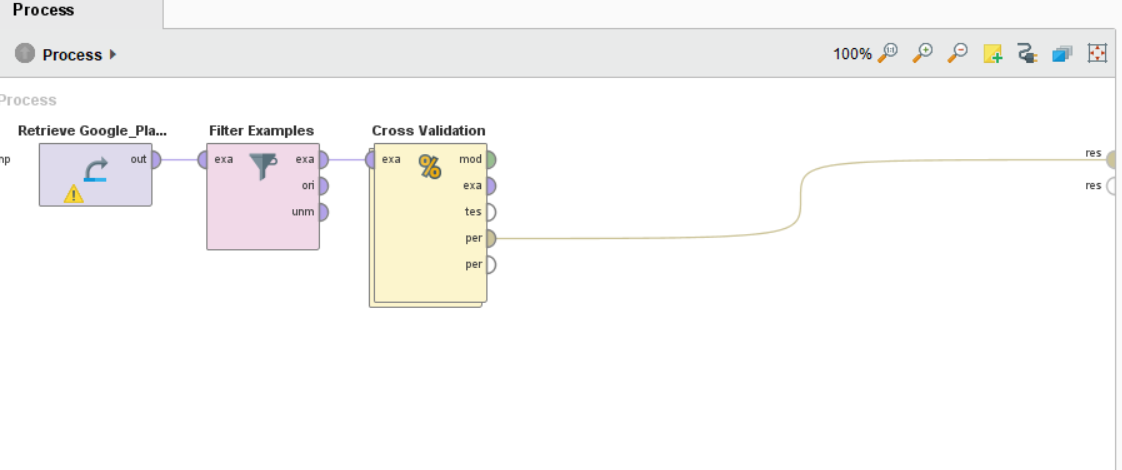 Process
Process
100%
Process
Retrieve Google_Pla... Filter Examples Cross Validation
out exa exa exa mod res
ori exa res
unm tes
per
per